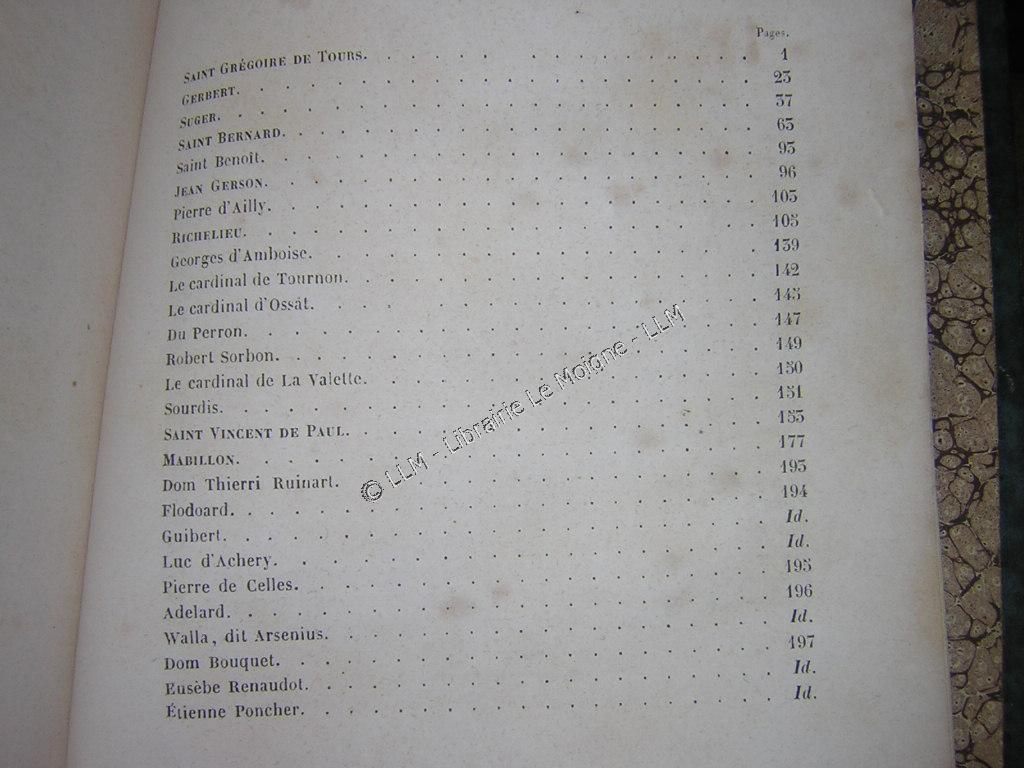 Pages.
SAINT GRÉGOIRE DE TOURS. 1
GERBERT. 23
SUGER. 37
SAINT BERNARD. 63
Saint Benoît. 93
JEAN GERSON. 96
Pierre d'Ailly. 103
RICHELIEU. 105
Georges d'Amboise. 139
Le cardinal de Tournon. 142
Le cardinal d'Ossat. 145
Du Perron. 147
Robert Sorbon. 149
Le cardinal de La Valette. 150
Sourdis. 151
SAINT VINCENT DE PAUL. 153
MABILLON. 177
Dom Thierri Ruinart. 193
Flodoard. 194
Guibert. Id.
Luc d'Achery. Id.
Pierre de Celles. 195
Adelard. 196
Walla, dit Arsenius. Id.
Dom Bouquet. 197
Eusèbe Renaudot. Id.
Étienne Poncher. Id.
© LLM - Librairie Le Moigne - LLM